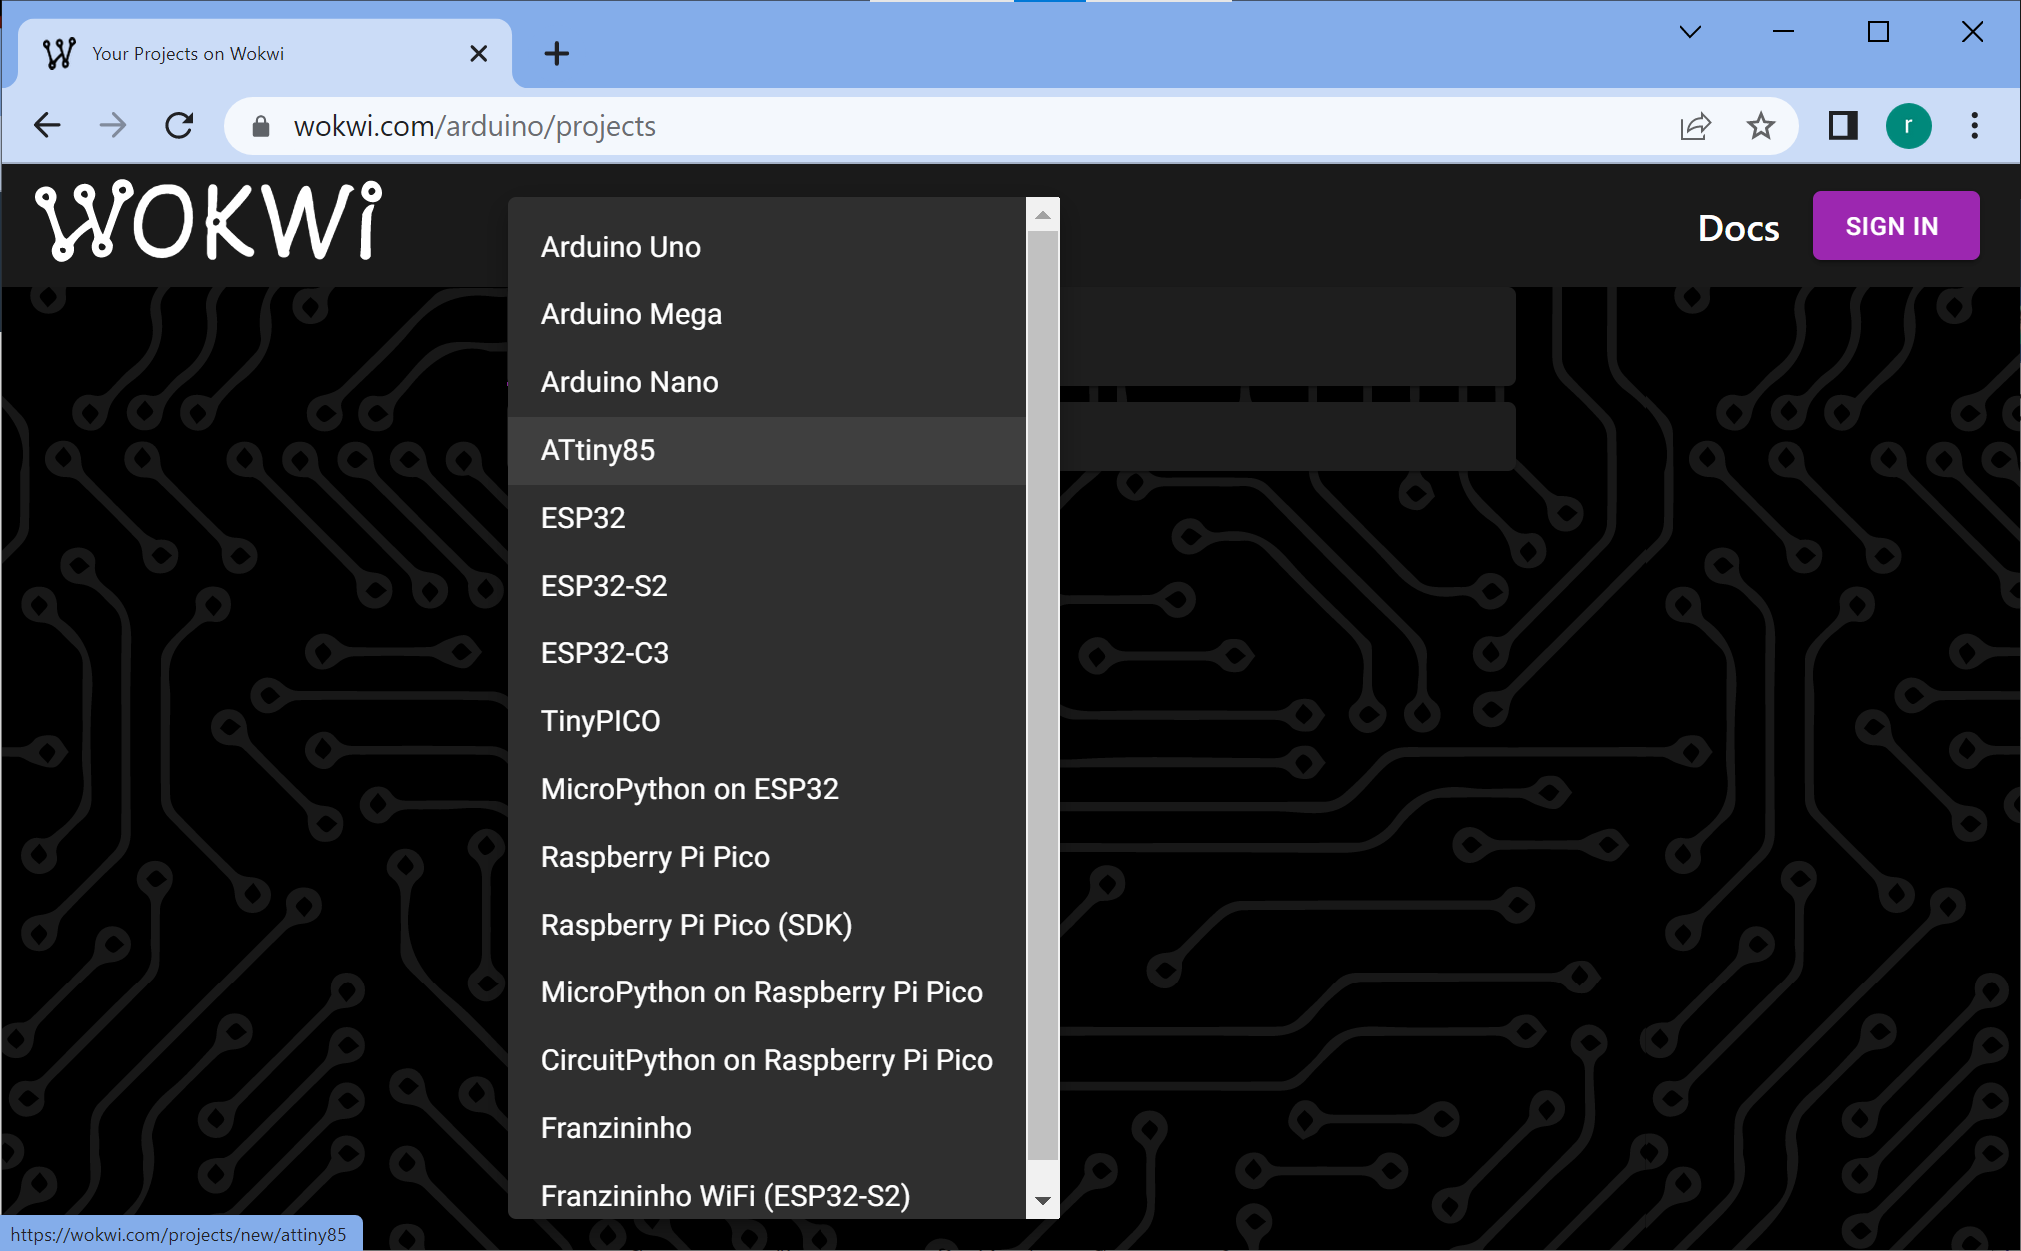 Your Projects on Wokwi
wokwi.com/arduino/projects
r
WOKWi
Docs
SIGN IN
Arduino Uno
Arduino Mega
Arduino Nano
ATtiny85
ESP32
ESP32-S2
ESP32-C3
TinyPICO
MicroPython on ESP32
Raspberry Pi Pico
Raspberry Pi Pico (SDK)
MicroPython on Raspberry Pi Pico
CircuitPython on Raspberry Pi Pico
Franzininho
Franzininho WiFi (ESP32-S2)
https://wokwi.com/projects/new/attiny85